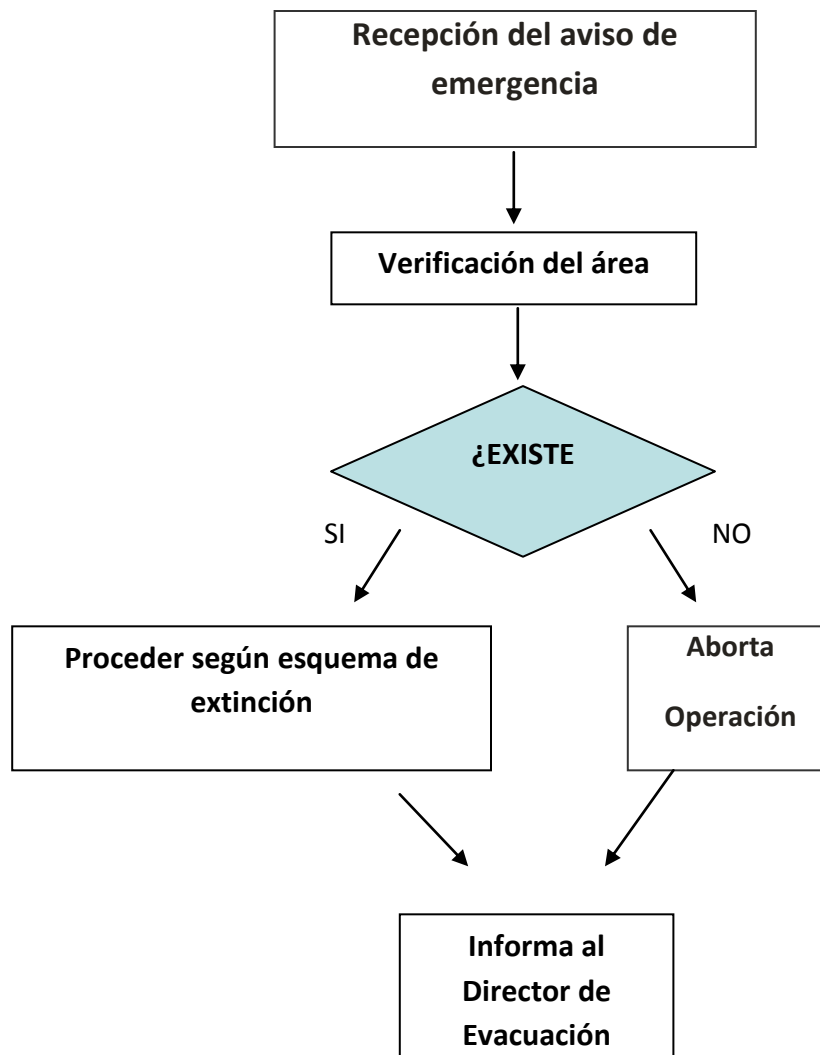 Recepción del aviso de
emergencia
Verificación del área
¿EXISTE
SI
NO
Proceder según esquema de
extinción
Aborta
Operación
Informa al
Director de
Evacuación